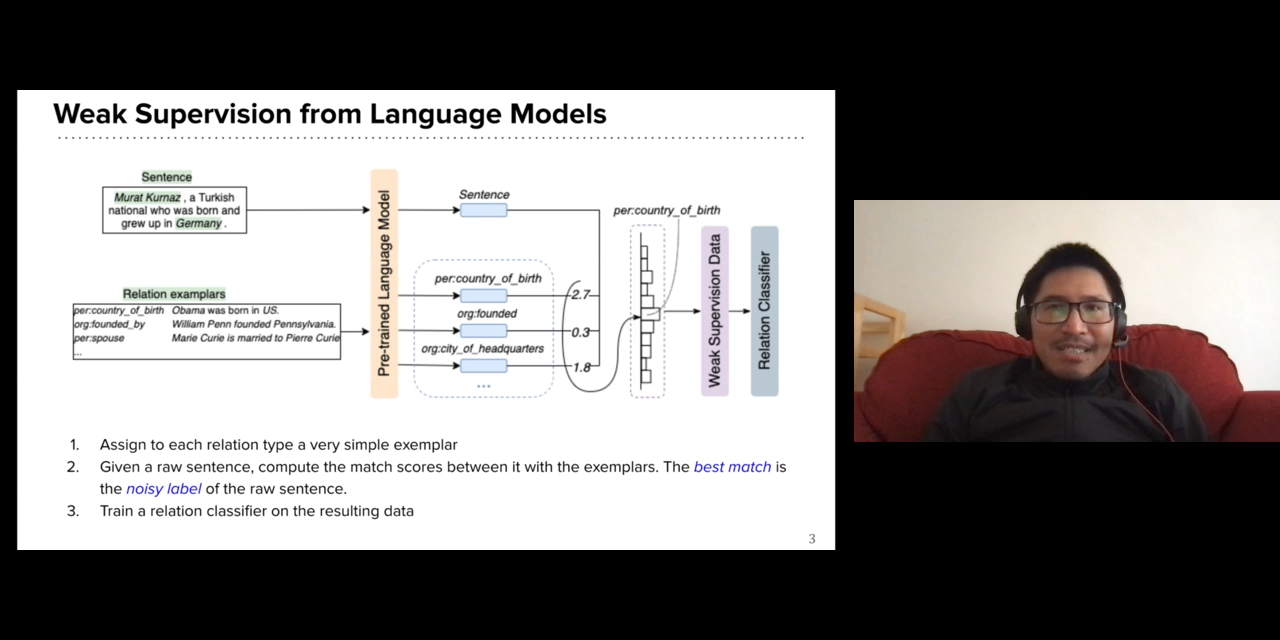 Weak Supervision from Language Models
Sentence
Murat Kurnaz , a Turkish
national who was born and
grew up in Germany .
Relation examplars
per:country_of_birth Obama was born in US.
org:founded_by William Penn founded Pennsylvania.
per:spouse Marie Curie is married to Pierre Curie
...
Pre-trained Language Model
Sentence
per:country_of_birth
org:founded
org:city_of_headquarters
...
2.7
0.3
1.8
per:country_of_birth
Weak Supervision Data
Relation Classifier
1. Assign to each relation type a very simple exemplar
2. Given a raw sentence, compute the match scores between it with the exemplars. The best match is
the noisy label of the raw sentence.
3. Train a relation classifier on the resulting data
3